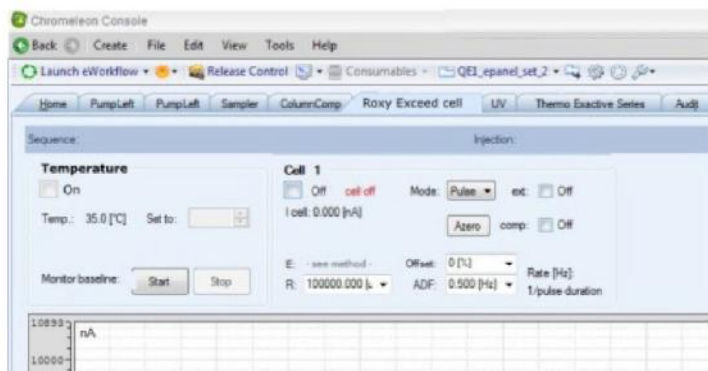 Chromeleon Console
Back Create File Edit View Tools Help
Launch eWorkflow Release Control Consumables QEI_epanel_set_2
Home PumpLeft PumpLeft Sampler ColumnComp Roxy Exceed cell UV Thermo Exactive Series Audit
Sequence: Injection:
Temperature Cell 1
On Off cell off Mode: Pulse ext: Off
Temp.: 35.0 [°C] Set to: I cell: 0.000 [nA] Azero comp: Off
E: - see method - Offset: 0 [%]
Monitor baseline: Start Stop R: 100000.000 ADF: 0.500 [Hz] Rate [Hz]:
1/pulse duration
10893
nA
10000